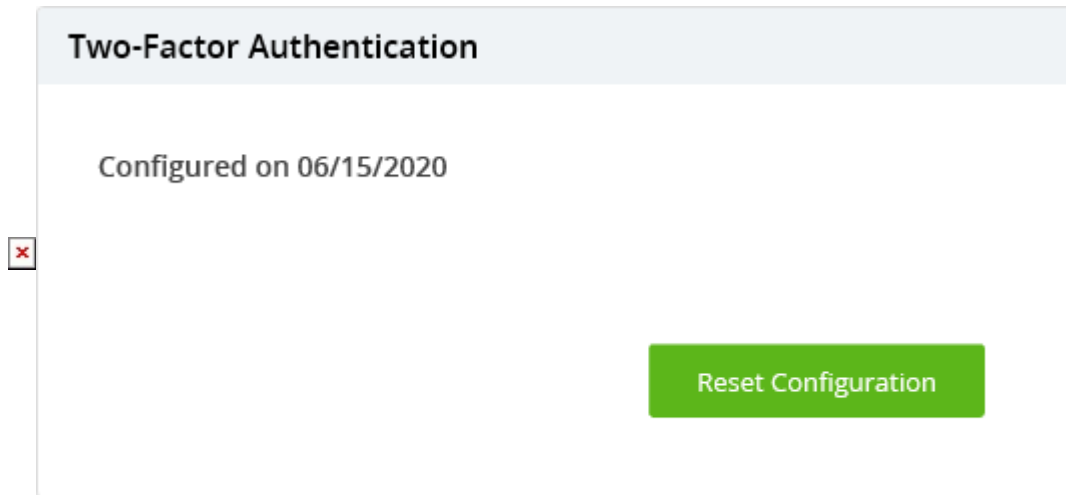 Two-Factor Authentication
Configured on 06/15/2020
Reset Configuration